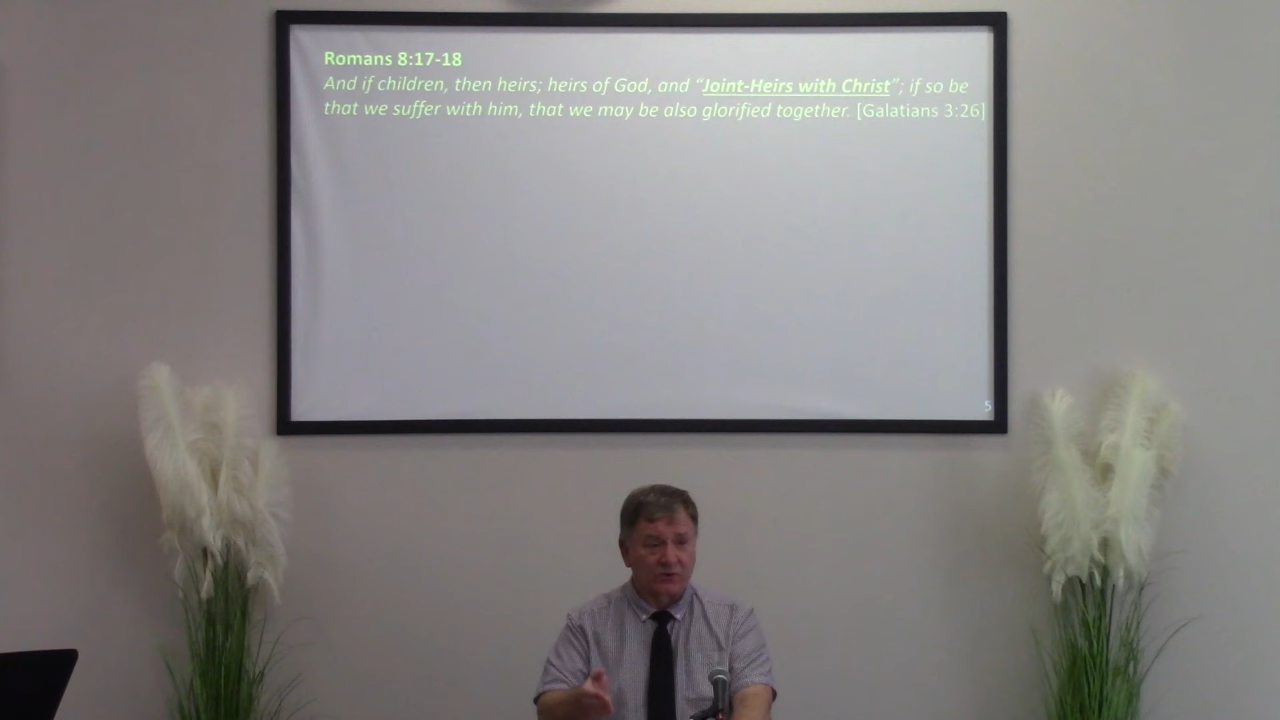 Romans 8:17-18
And if children, then heirs; heirs of God, and “Joint-Heirs with Christ”; if so be
that we suffer with him, that we may be also glorified together. [Galatians 3:26]
5